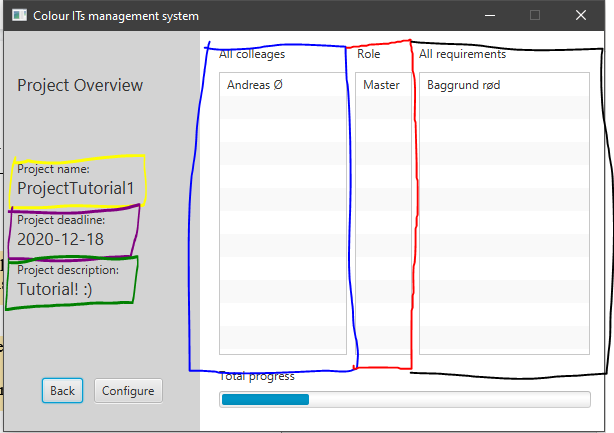 Colour ITs management system
Project Overview
Project name:
ProjectTutorial1
Project deadline:
2020-12-18
Project description:
Tutorial! :)
Back
Configure
All colleages
Role
All requirements
Andreas Ø
Master
Baggrund rød
Total progress